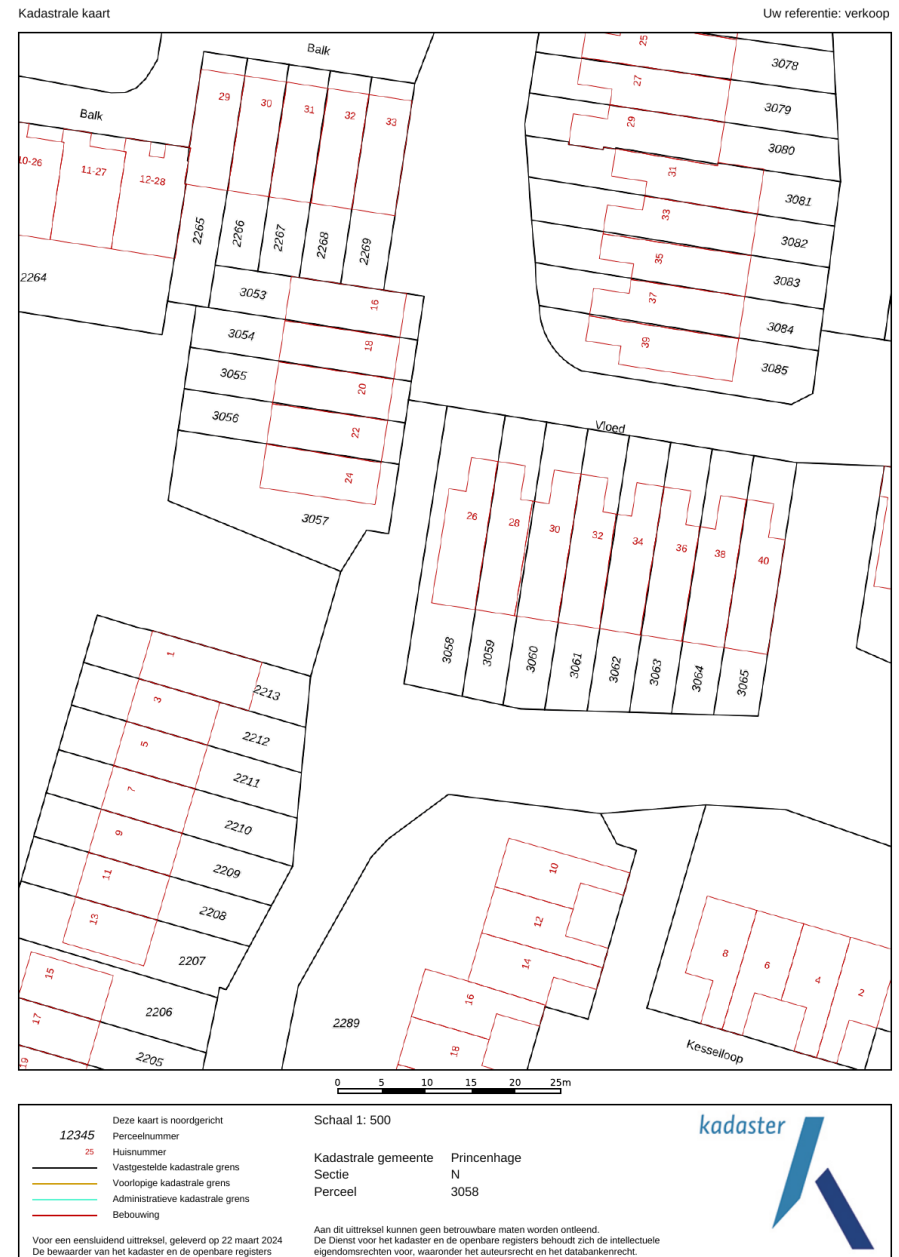 Kadastrale kaart Uw referentie: verkoop
Balk
25
3078
27
3079
29 30 31 32 33
Balk
29
3080
10-26 11-27 12-28
31
3081
2265 2266 2267 2268 2269
33
3082
35
3083
2264
3053 16
37
3084
3054 18
39
3085
3055 20
3056 22
Vloed
24
3057
26 28 30 32 34 36 38 40
3058 3059 3060 3061 3062 3063 3064 3065
1 2213
3 2212
5 2211
7 2210
9 2209
11 2208
13 2207
15 2206
17 2205
19
10
12
14
16
18
2289
8 6 4 2
Kesselloop
0 5 10 15 20 25m
Deze kaart is noordgericht
12345 Perceelnummer
25 Huisnummer
Vastgestelde kadastrale grens
Voorlopige kadastrale grens
Administratieve kadastrale grens
Bebouwing
Voor een eensluidend uittreksel, geleverd op 22 maart 2024
De bewaarder van het kadaster en de openbare registers
Schaal 1: 500
Kadastrale gemeente Princenhage
Sectie N
Perceel 3058
Aan dit uittreksel kunnen geen betrouwbare maten worden ontleend.
De Dienst voor het kadaster en de openbare registers behoudt zich de intellectuele
eigendomsrechten voor, waaronder het auteursrecht en het databankenrecht.
kadaster